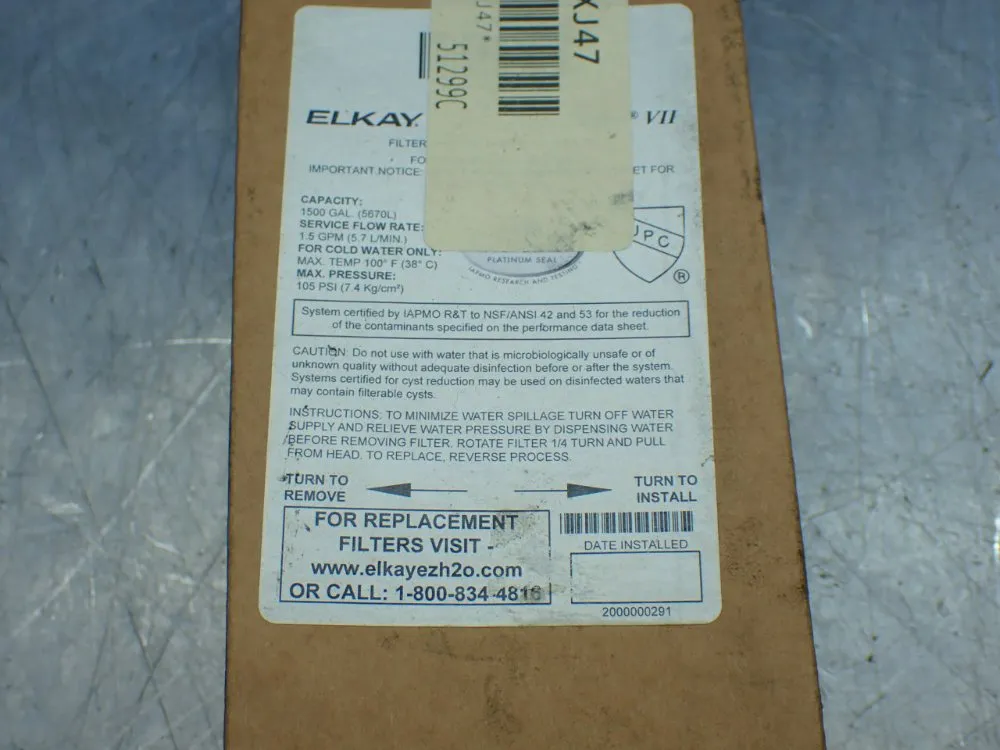 XJ47
J47*
51299C
ELKAY
® VII
FILTER
FO
IMPORTANT NOTICE: ET FOR
CAPACITY:
1500 GAL. (5670L)
SERVICE FLOW RATE:
1.5 GPM (5.7 L/MIN.)
FOR COLD WATER ONLY:
MAX. TEMP 100° F (38° C)
MAX. PRESSURE:
105 PSI (7.4 Kg/cm²)
PLATINUM SEAL
IAPMO RESEARCH AND TESTING
UPC
®
System certified by IAPMO R&T to NSF/ANSI 42 and 53 for the reduction
of the contaminants specified on the performance data sheet.
CAUTION: Do not use with water that is microbiologically unsafe or of
unknown quality without adequate disinfection before or after the system.
Systems certified for cyst reduction may be used on disinfected waters that
may contain filterable cysts.
INSTRUCTIONS: TO MINIMIZE WATER SPILLAGE TURN OFF WATER
SUPPLY AND RELIEVE WATER PRESSURE BY DISPENSING WATER
BEFORE REMOVING FILTER. ROTATE FILTER 1/4 TURN AND PULL
FROM HEAD. TO REPLACE, REVERSE PROCESS.
TURN TO
REMOVE
TURN TO
INSTALL
FOR REPLACEMENT
FILTERS VISIT -
www.elkayezh2o.com
OR CALL: 1-800-834-4816
DATE INSTALLED
2000000291